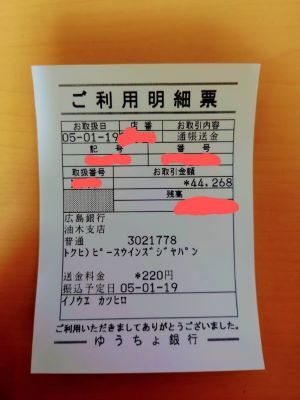 ご利用明細票
お取扱日 店番 お取引内容
05-01-19 通帳送金
記号 番号
取扱番号 お取引金額
*44,268
残高
広島銀行
油木支店
普通 3021778
トクヒ)ピースウインズジヤパン
送金料金 *220円
振込予定日 05-01-19
イノウエ カツヒロ
ご利用いただきましてありがとうございました。
ゆうちょ銀行